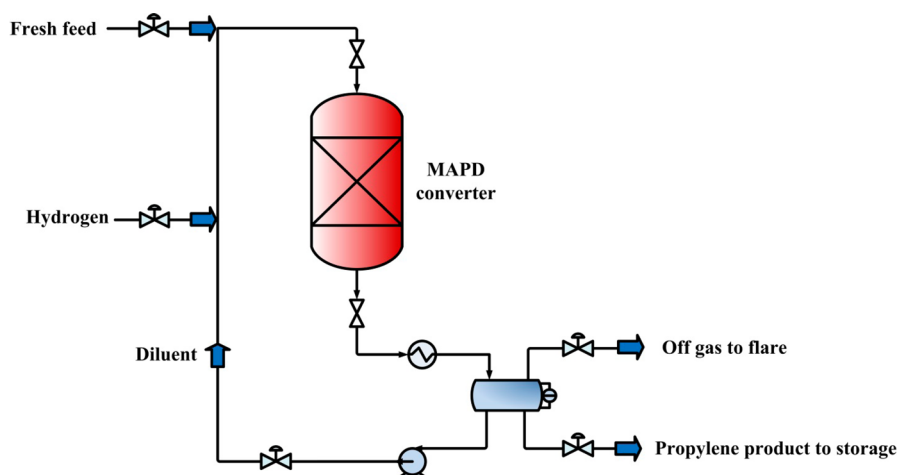 Fresh feed
MAPD
converter
Hydrogen
Diluent
Off gas to flare
Propylene product to storage